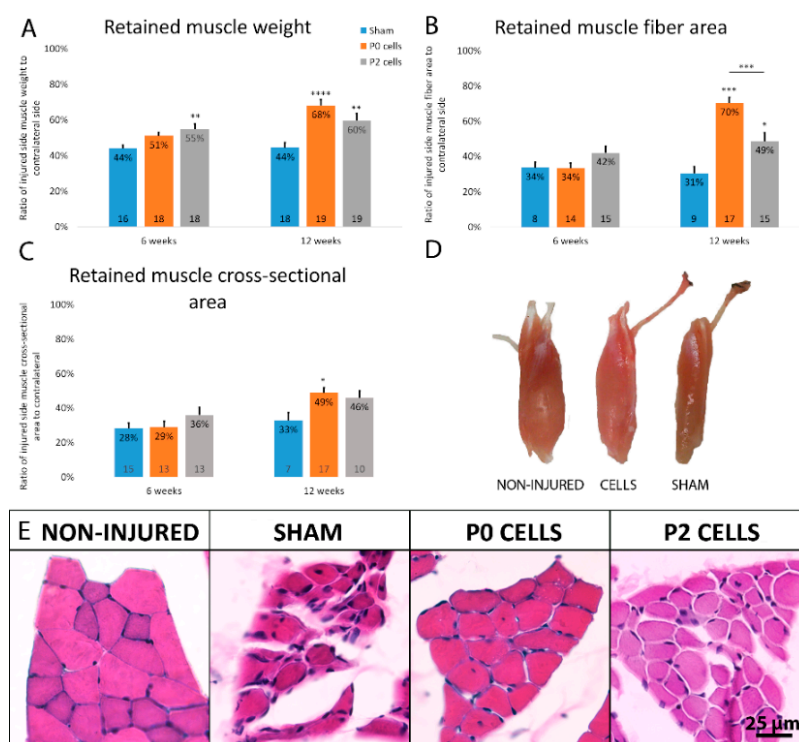 A
Retained muscle weight
Sham
P0 cells
P2 cells
Ratio of injured side muscle weight to
contralateral side
100%
80%
60%
40%
20%
0%
44%
51%
**
55%
44%
****
68%
**
60%
16
18
18
18
19
19
6 weeks
12 weeks
B
Retained muscle fiber area
Ratio of injured side muscle fiber area to
contralateral side
100%
80%
60%
40%
20%
0%
34%
34%
42%
31%
***
***
70%
*
49%
8
14
15
9
17
15
6 weeks
12 weeks
C
Retained muscle cross-sectional
area
Ratio of injured side muscle cross-sectional
area to contralateral
100%
80%
60%
40%
20%
0%
28%
29%
36%
33%
*
49%
46%
15
13
13
7
17
10
6 weeks
12 weeks
D
NON-INJURED
CELLS
SHAM
E
NON-INJURED
SHAM
P0 CELLS
P2 CELLS
25 µm